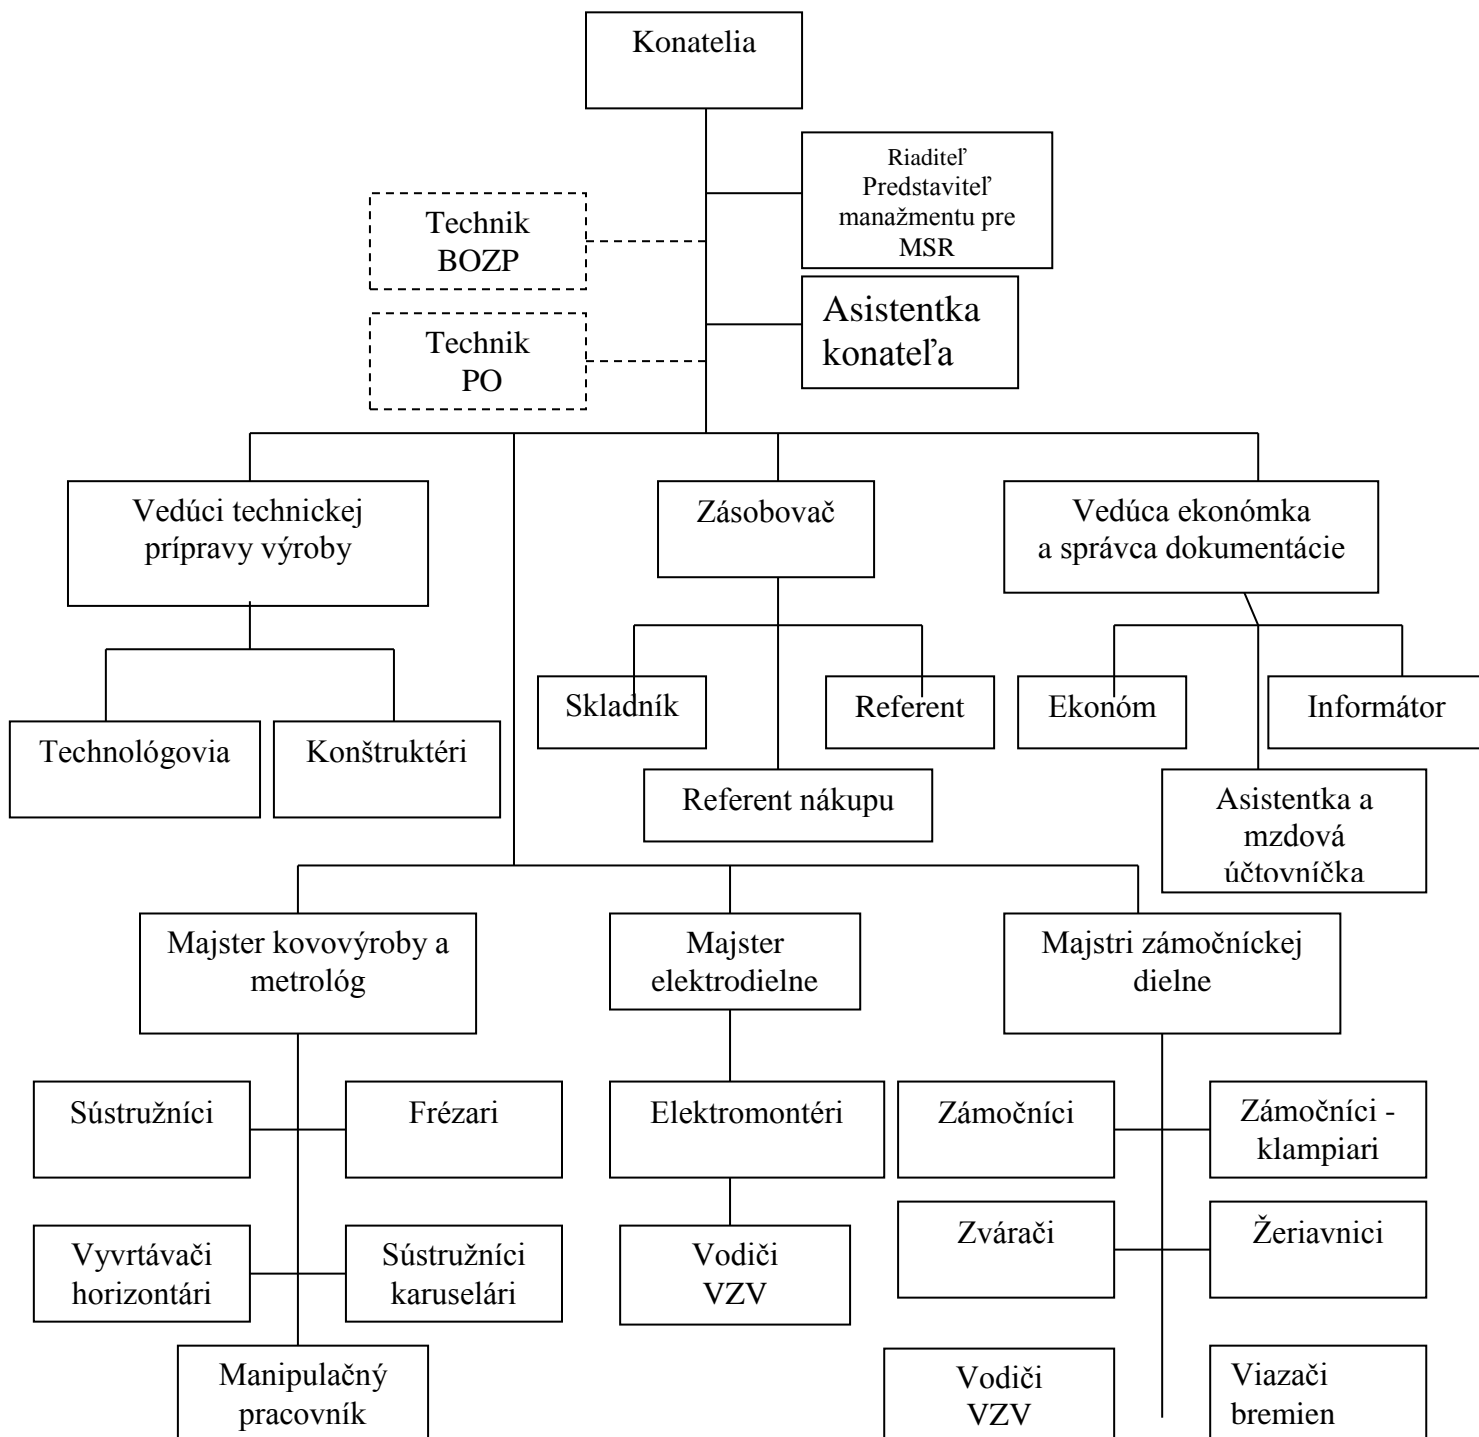 Konatelia
Riaditeľ
Predstaviteľ
manažmentu pre
MSR
Technik
BOZP
Asistentka
konateľa
Technik
PO
Vedúci technickej
prípravy výroby
Zásobovač
Vedúca ekonómka
a správca dokumentácie
Skladník
Referent
Ekonóm
Informátor
Technológovia
Konštruktéri
Referent nákupu
Asistentka a
mzdová
účtovníčka
Majster kovovýroby a
metrológ
Majster
elektrodielne
Majstri zámočníckej
dielne
Sústružníci
Frézari
Elektromontéri
Zámočníci
Zámočníci -
klampiari
Vyvrtávači
horizontári
Sústružníci
karuselári
Vodiči
VZV
Zvárači
Žeriavnici
Manipulačný
pracovník
Vodiči
VZV
Viazači
bremien